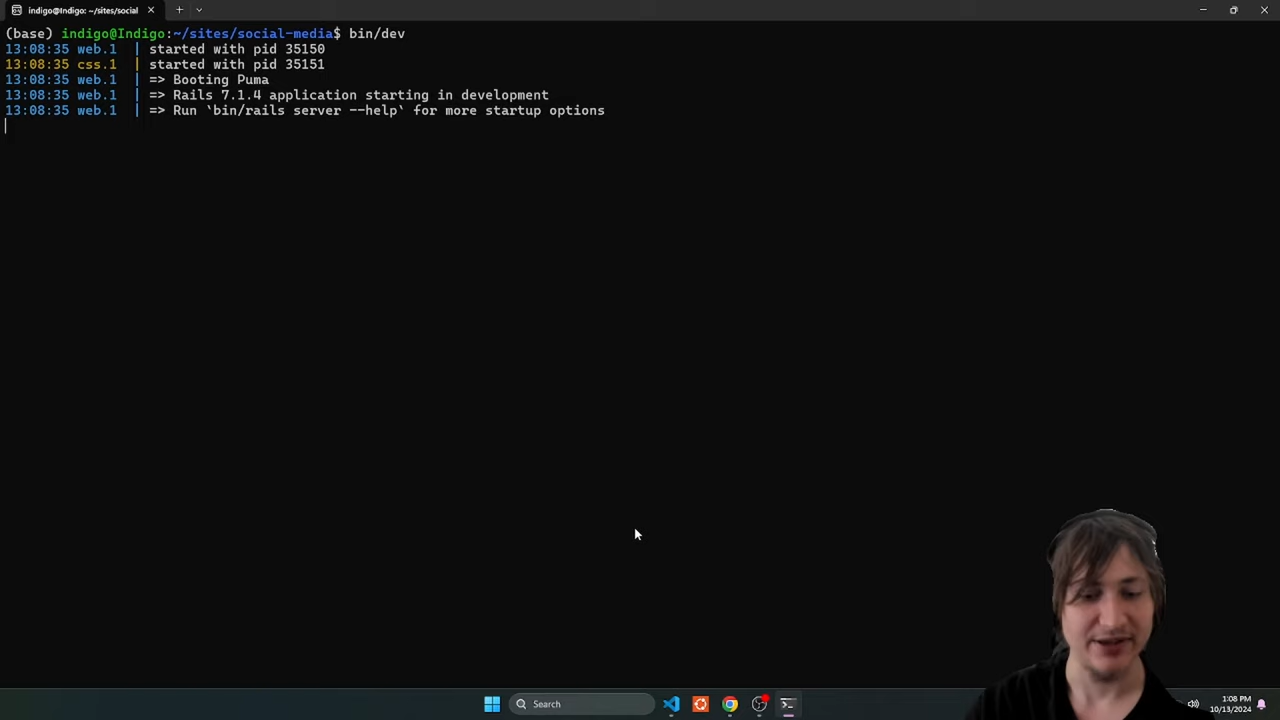 indigo@Indigo: ~/sites/social
(base) indigo@Indigo:~/sites/social-media$ bin/dev
13:08:35 web.1  | started with pid 35150
13:08:35 css.1  | started with pid 35151
13:08:35 web.1  | => Booting Puma
13:08:35 web.1  | => Rails 7.1.4 application starting in development
13:08:35 web.1  | => Run `bin/rails server --help` for more startup options
Search
1:08 PM
10/13/2024